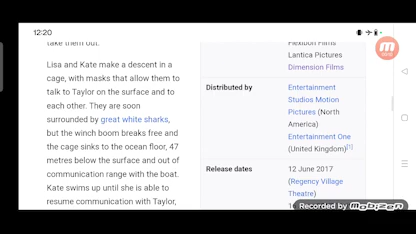 12:20
take them out.
Lisa and Kate make a descent in a
cage, with masks that allow them to
talk to Taylor on the surface and to
each other. They are soon
surrounded by great white sharks,
but the winch boom breaks free and
the cage sinks to the ocean floor, 47
metres below the surface and out of
communication range with the boat.
Kate swims up until she is able to
resume communication with Taylor,
Flexibon Films
Lantica Pictures
Dimension Films
Distributed by
Entertainment
Studios Motion
Pictures (North
America)
Entertainment One
(United Kingdom)[1]
Release dates
12 June 2017
(Regency Village
Theatre)
Recorded by Mobizen